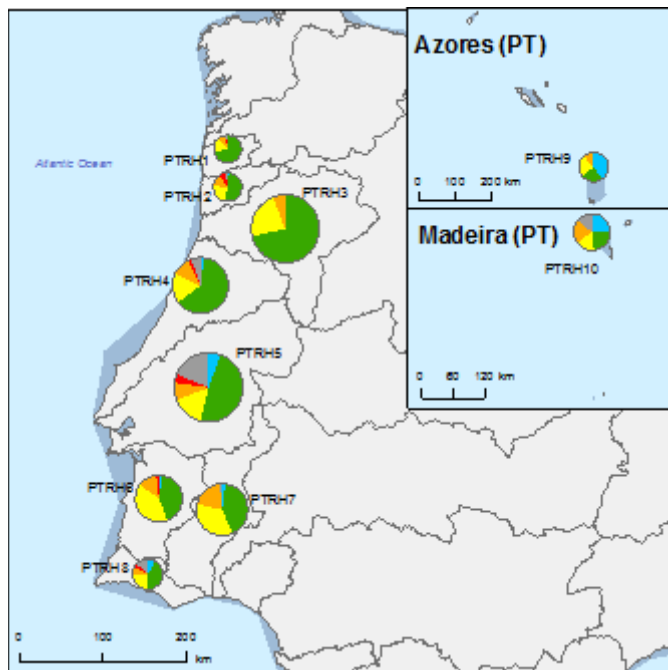 Azores (PT)
Atlantic Ocean
PTRH1
PTRH9
PTRH2
PTRH3
0 100 200
km
Madeira (PT)
PTRH10
PTRH4
PTRH5
0 60 120
km
PTRH6
PTRH7
PTRH8
0 100 200
km